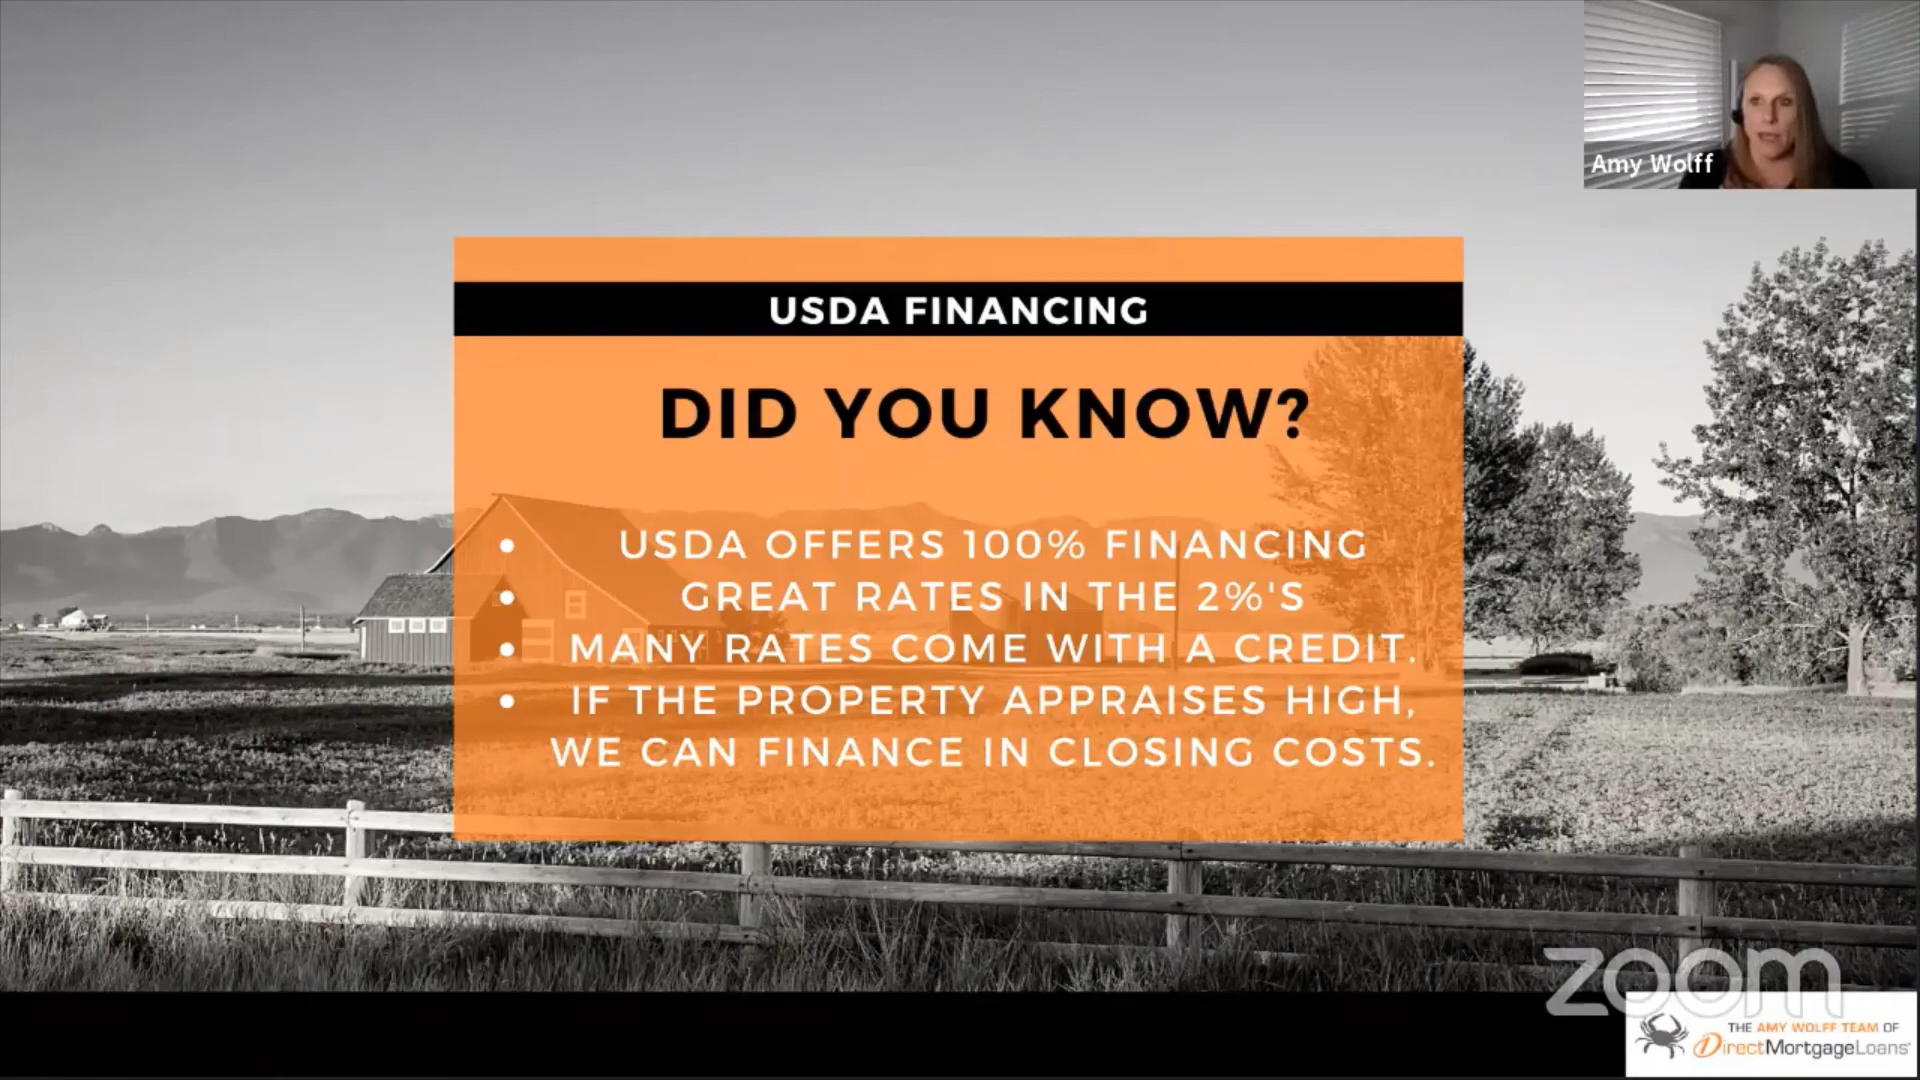 Amy Wolff
USDA FINANCING
DID YOU KNOW?
• USDA OFFERS 100% FINANCING
• GREAT RATES IN THE 2%'S
• MANY RATES COME WITH A CREDIT.
• IF THE PROPERTY APPRAISES HIGH,
WE CAN FINANCE IN CLOSING COSTS.
zoom
THE AMY WOLFF TEAM OF
DirectMortgageLoans